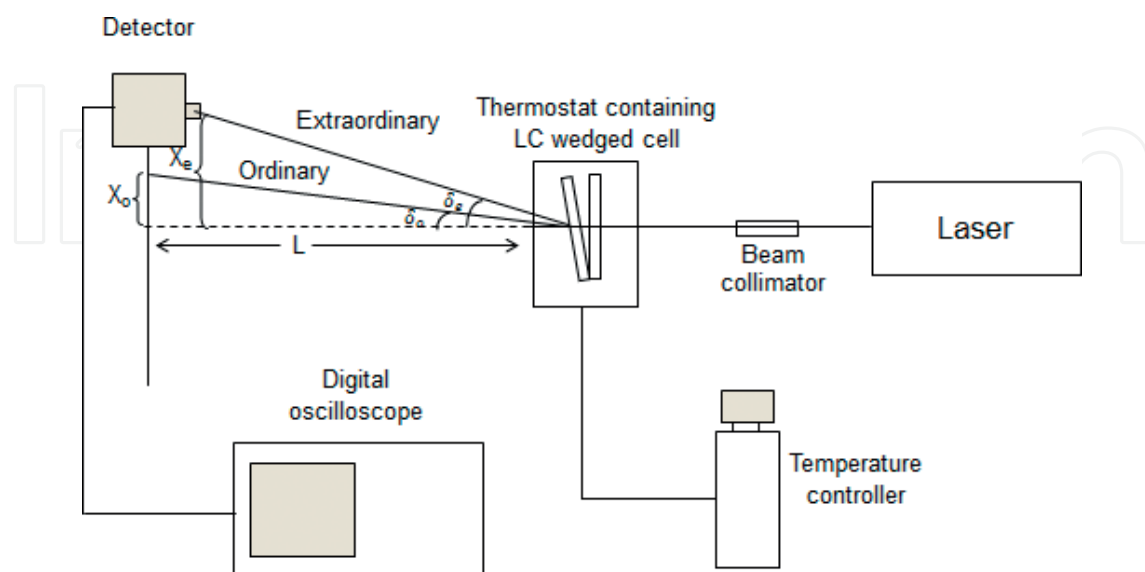 Detector
Thermostat containing
LC wedged cell
Extraordinary
Xe
Ordinary
Xo
δe
δo
L
Laser
Beam
collimator
Digital
oscilloscope
Temperature
controller